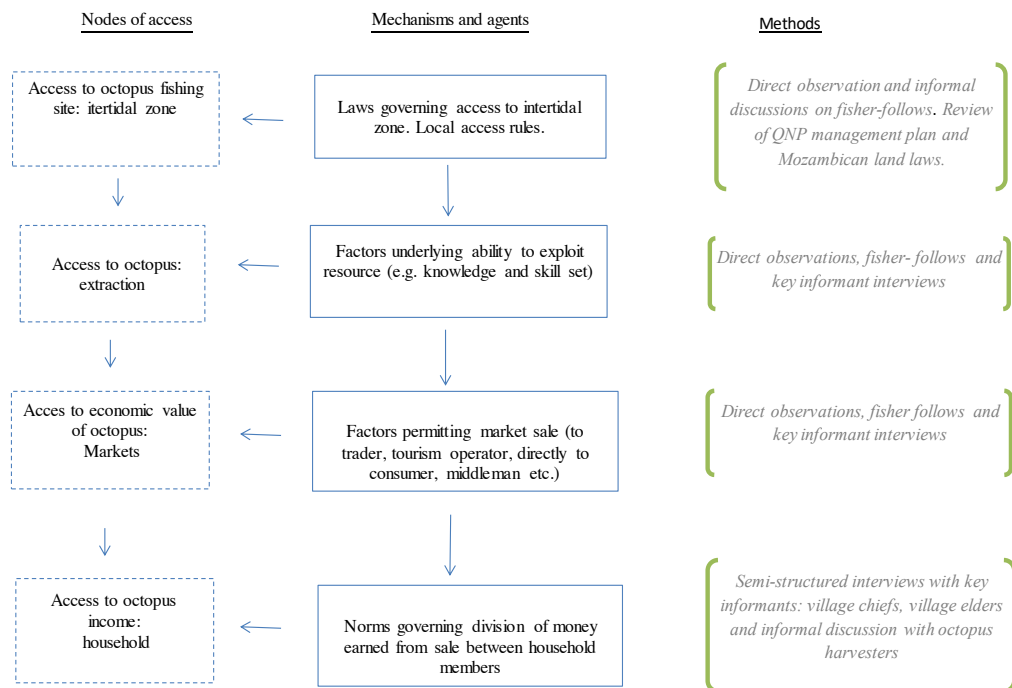 Nodes of access
Mechanisms and agents
Methods
Access to octopus fishing
site: itertidal zone
Laws governing access to intertidal
zone. Local access rules.
Direct observation and informal
discussions on fisher-follows. Review
of QNP management plan and
Mozambican land laws.
Access to octopus:
extraction
Factors underlying ability to exploit
resource (e.g. knowledge and skill set)
Direct observations, fisher- follows and
key informant interviews
Acces to economic value
of octopus:
Markets
Factors permitting market sale (to
trader, tourism operator, directly to
consumer, middleman etc.)
Direct observations, fisher follows and
key informant interviews
Access to octopus
income:
household
Norms governing division of money
earned from sale between household
members
Semi-structured interviews with key
informants: village chiefs, village elders
and informal discussion with octopus
harvesters